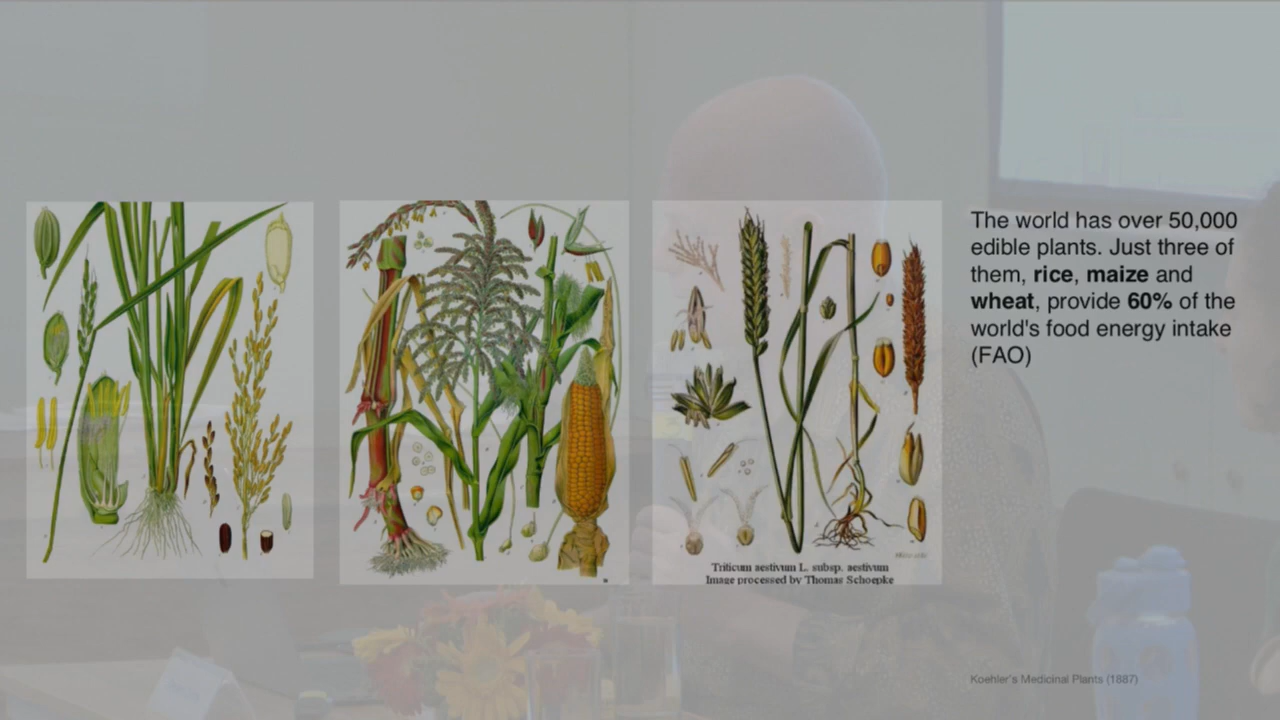 The world has over 50,000
edible plants. Just three of
them, rice, maize and
wheat, provide 60% of the
world's food energy intake
(FAO)
Triticum aestivum L. subsp. aestivum
Image processed by Thomas Schoepke
Koehler's Medicinal Plants (1887)